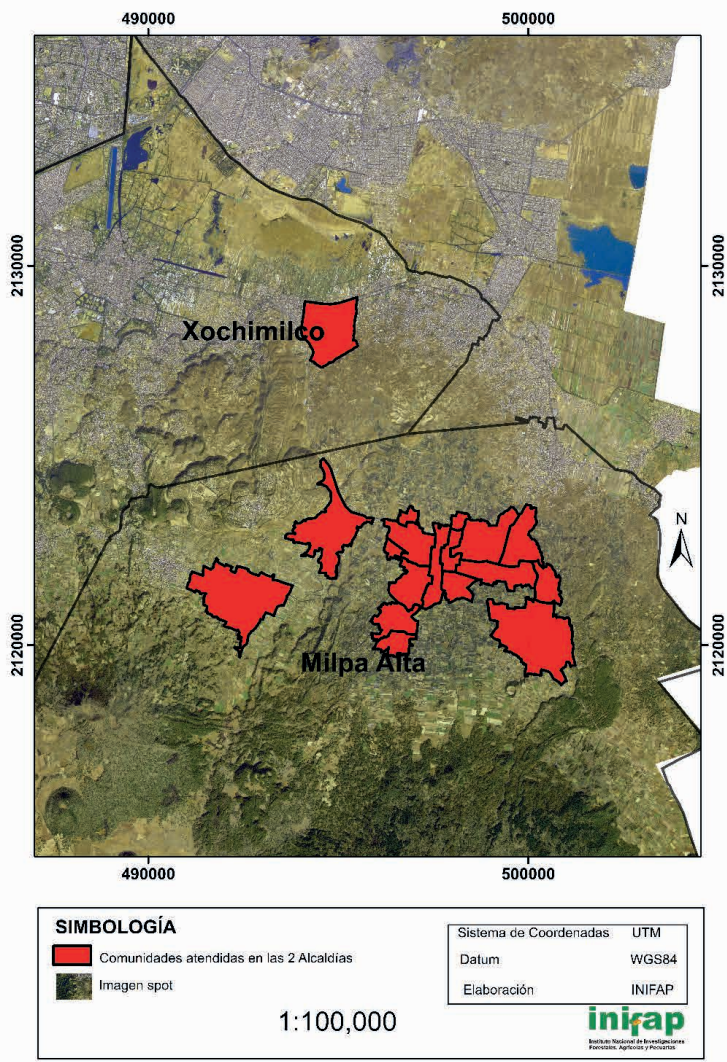 490000
500000
2130000
2130000
Xochimilco
N
2120000
2120000
Milpa Alta
490000
500000
SIMBOLOGÍA
Comunidades atendidas en las 2 Alcaldías
Imagen spot
1:100,000
Sistema de Coordenadas UTM
Datum WGS84
Elaboración INIFAP
inifap
Instituto Nacional de Investigaciones
Forestales, Agrícolas y Pecuarias